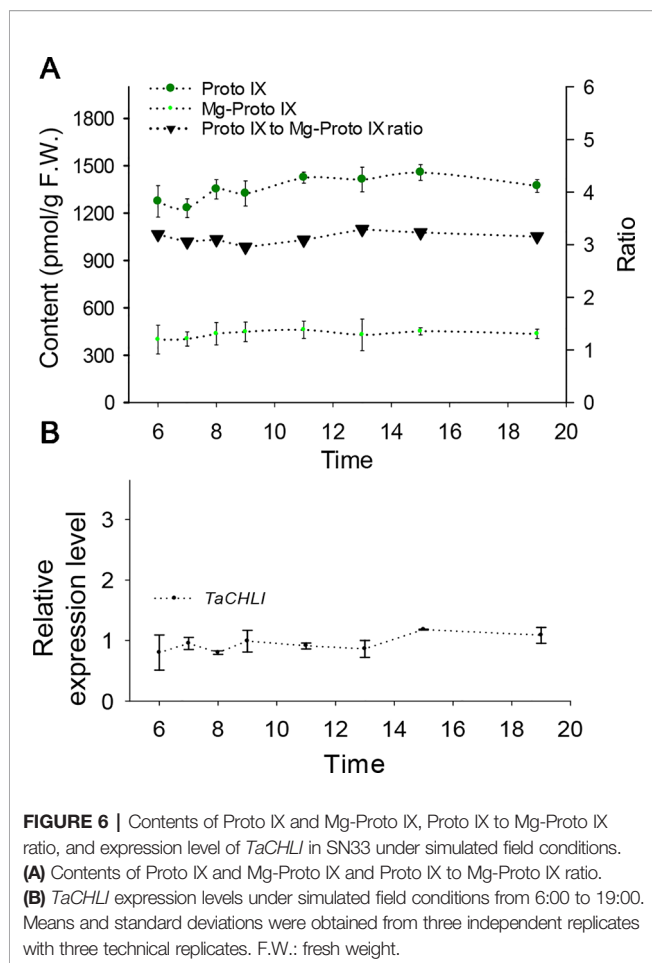 A
Proto IX
Mg-Proto IX
Proto IX to Mg-Proto IX ratio
Content (pmol/g F.W.)
1800
1500
1200
900
600
300
0
Ratio
6
5
4
3
2
1
0
6 8 10 12 14 16 18 20
Time
B
Relative
expression level
3
2
1
0
TaCHLI
6 8 10 12 14 16 18 20
Time
FIGURE 6 | Contents of Proto IX and Mg-Proto IX, Proto IX to Mg-Proto IX
ratio, and expression level of TaCHLI in SN33 under simulated field conditions.
(A) Contents of Proto IX and Mg-Proto IX and Proto IX to Mg-Proto IX ratio.
(B) TaCHLI expression levels under simulated field conditions from 6:00 to 19:00.
Means and standard deviations were obtained from three independent replicates
with three technical replicates. F.W.: fresh weight.